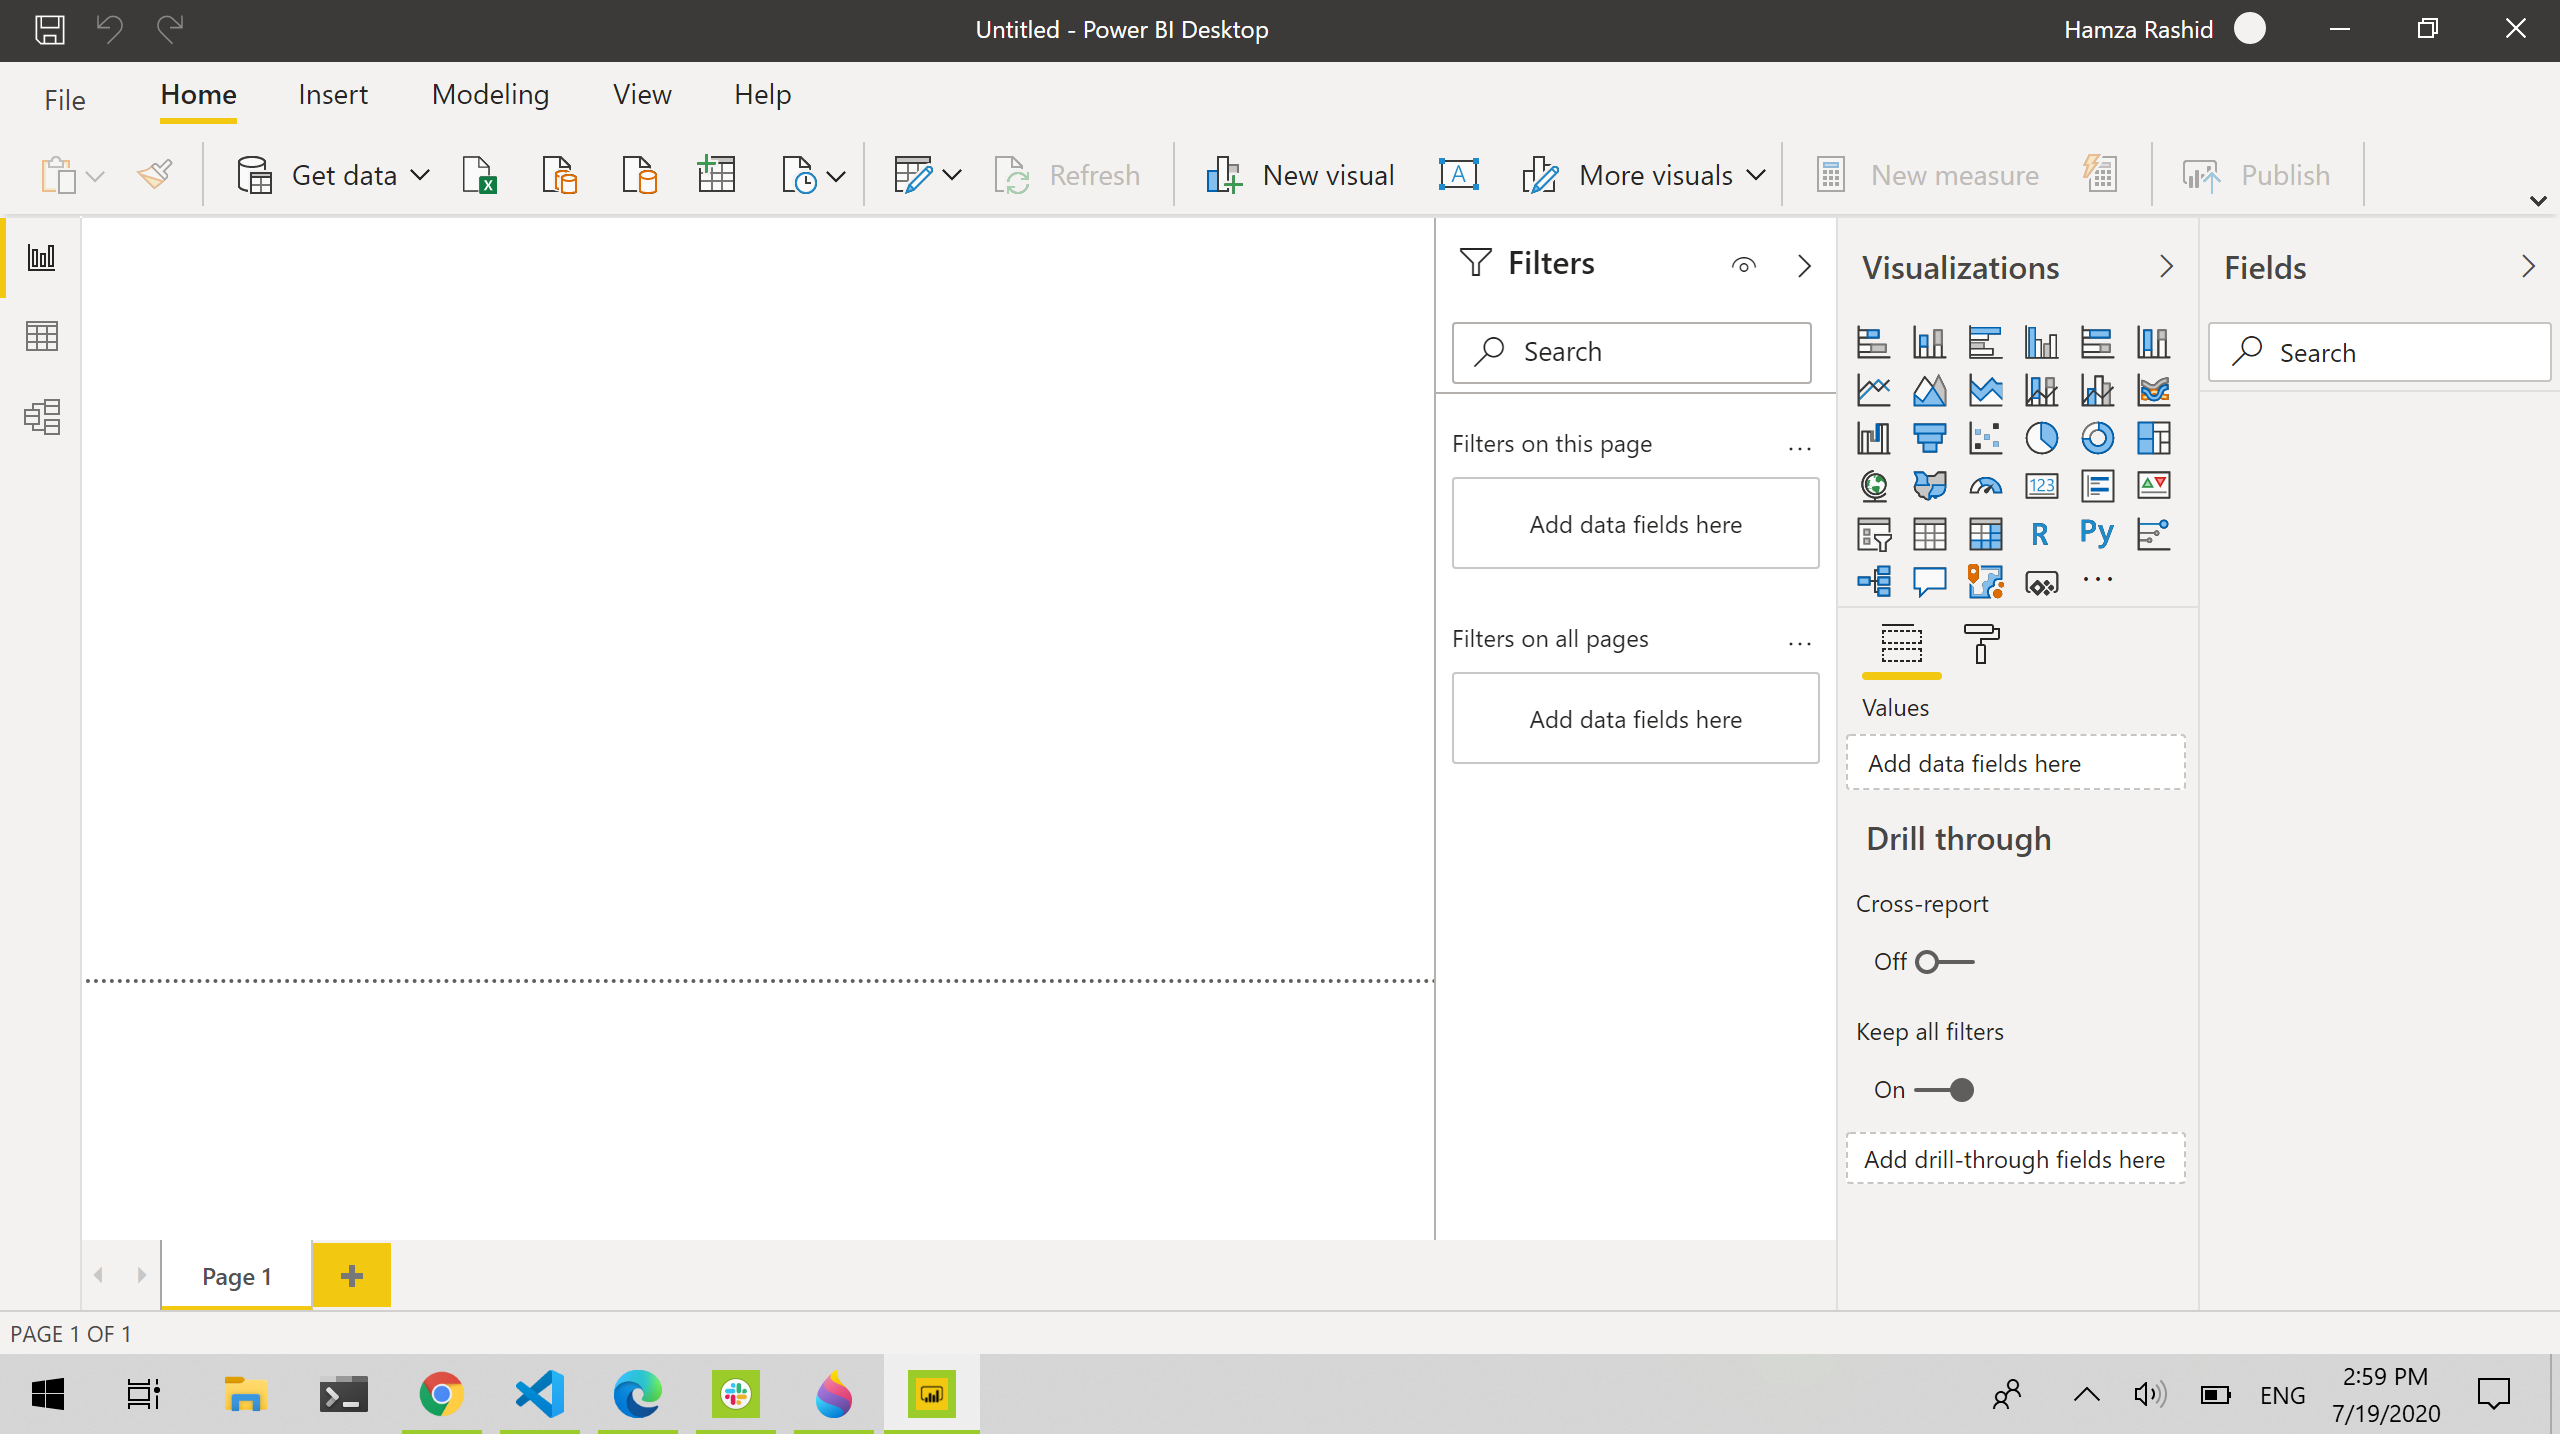 Untitled - Power BI Desktop
Hamza Rashid
File
Home
Insert
Modeling
View
Help
Get data
Refresh
New visual
A
More visuals
New measure
Publish
Filters
Search
Filters on this page
...
Add data fields here
Filters on all pages
...
Add data fields here
Visualizations
123
R
Py
...
Values
Add data fields here
Drill through
Cross-report
Off
Keep all filters
On
Add drill-through fields here
Fields
Search
Page 1
PAGE 1 OF 1
ENG
2:59 PM
7/19/2020